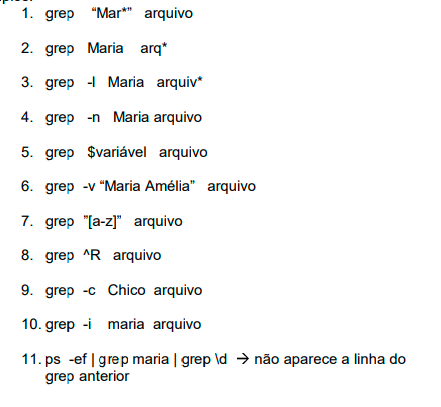 1. grep “Mar*” arquivo
2. grep Maria arq*
3. grep -l Maria arquiv*
4. grep -n Maria arquivo
5. grep $variável arquivo
6. grep -v “Maria Amélia” arquivo
7. grep ”[a-z]” arquivo
8. grep ^R arquivo
9. grep -c Chico arquivo
10. grep -i maria arquivo
11. ps -ef | grep maria | grep \d → não aparece a linha do
grep anterior